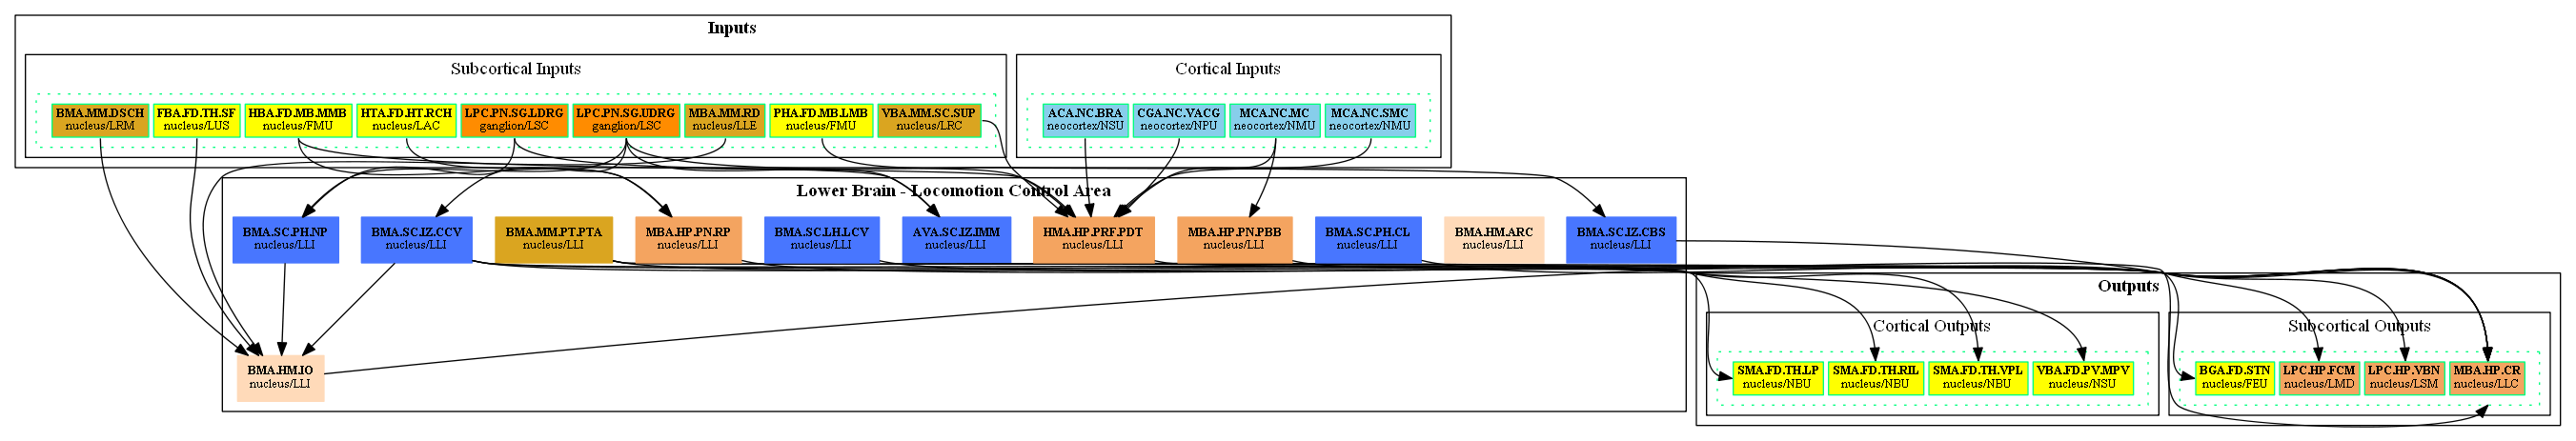 Inputs
Subcortical Inputs
Cortical Inputs
BMA.MM.DSCH
nucleus/LRM
FBA.FD.TH.SF
nucleus/LUS
HBA.FD.MB.MMB
nucleus/FMU
HTA.FD.HT.RCH
nucleus/LAC
LPC.PN.SG.LDRG
ganglion/LSC
LPC.PN.SG.UDRG
ganglion/LSC
MBA.MM.RD
nucleus/LLE
PHA.FD.MB.LMB
nucleus/FMU
VBA.MM.SC.SUP
nucleus/LRC
ACA.NC.BRA
neocortex/NSU
CGA.NC.VACG
neocortex/NPU
MCA.NC.MC
neocortex/NMU
MCA.NC.SMC
neocortex/NMU
Lower Brain - Locomotion Control Area
BMA.SC.PH.NP
nucleus/LLI
BMA.SC.IZ.CCV
nucleus/LLI
BMA.MM.PT.PTA
nucleus/LLI
MBA.HP.PN.RP
nucleus/LLI
BMA.SC.LH.LCV
nucleus/LLI
AVA.SC.IZ.IMM
nucleus/LLI
HMA.HP.PRF.PDT
nucleus/LLI
MBA.HP.PN.PBB
nucleus/LLI
BMA.SC.PH.CL
nucleus/LLI
BMA.HM.ARC
nucleus/LLI
BMA.SC.IZ.CBS
nucleus/LLI
BMA.HM.IO
nucleus/LLI
Outputs
Cortical Outputs
Subcortical Outputs
SMA.FD.TH.LP
nucleus/NBU
SMA.FD.TH.RIL
nucleus/NBU
SMA.FD.TH.VPL
nucleus/NBU
VBA.FD.PV.MPV
nucleus/NSU
BGA.FD.STN
nucleus/FEU
LPC.HP.FCM
nucleus/LMD
LPC.HP.VBN
nucleus/LSM
MBA.HP.CR
nucleus/LLC